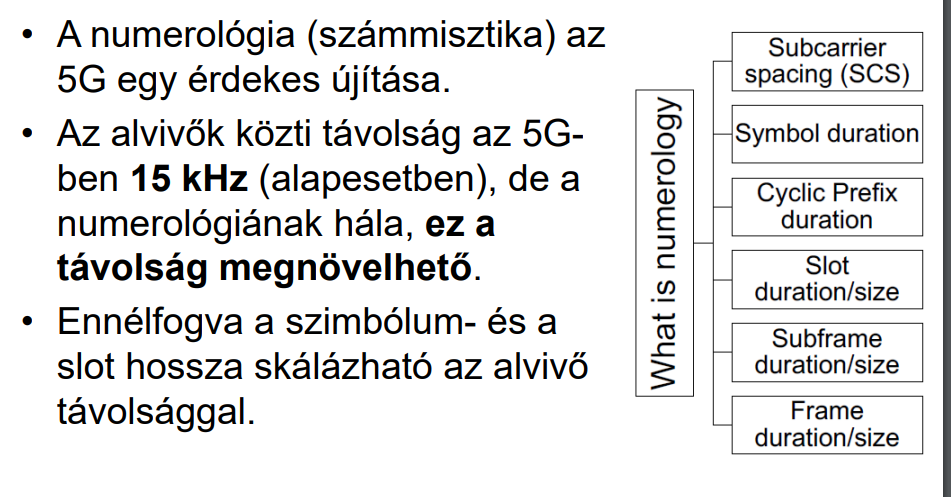 • A numerológia (számmisztika) az
5G egy érdekes újítása.
• Az alvivők közti távolság az 5G-
ben 15 kHz (alapesetben), de a
numerológiának hála, ez a
távolság megnövelhető.
• Ennélfogva a szimbólum- és a
slot hossza skálázható az alvivő
távolsággal.
What is numerology
Subcarrier
spacing (SCS)
Symbol duration
Cyclic Prefix
duration
Slot
duration/size
Subframe
duration/size
Frame
duration/size